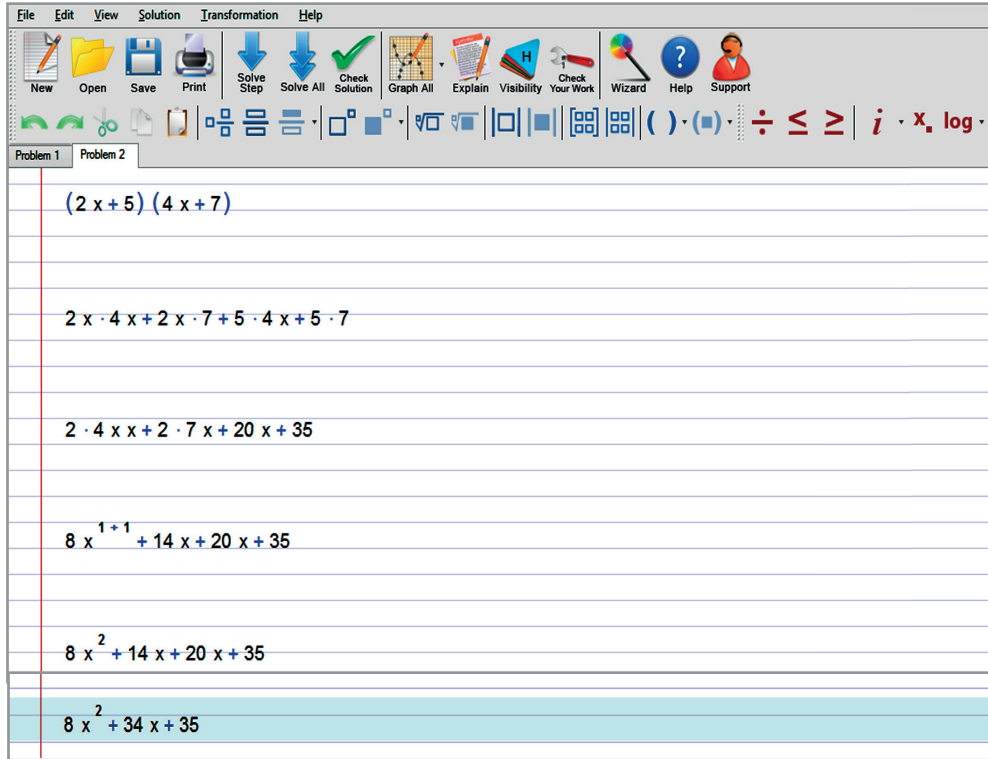 File Edit View Solution Transformation Help
New Open Save Print Solve Step Solve All Check Solution Graph All Explain Visibility Check Your Work Wizard Help Support
÷ ≤ ≥ i x log
Problem 1 Problem 2
(2 x + 5) (4 x + 7)
2 x · 4 x + 2 x · 7 + 5 · 4 x + 5 · 7
2 · 4 x x + 2 · 7 x + 20 x + 35
8 x^{1 + 1} + 14 x + 20 x + 35
8 x^2 + 14 x + 20 x + 35
8 x^2 + 34 x + 35